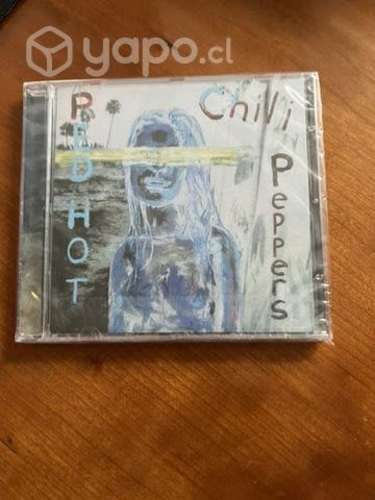 yapo.cl
RED HOT
Chili
Peppers